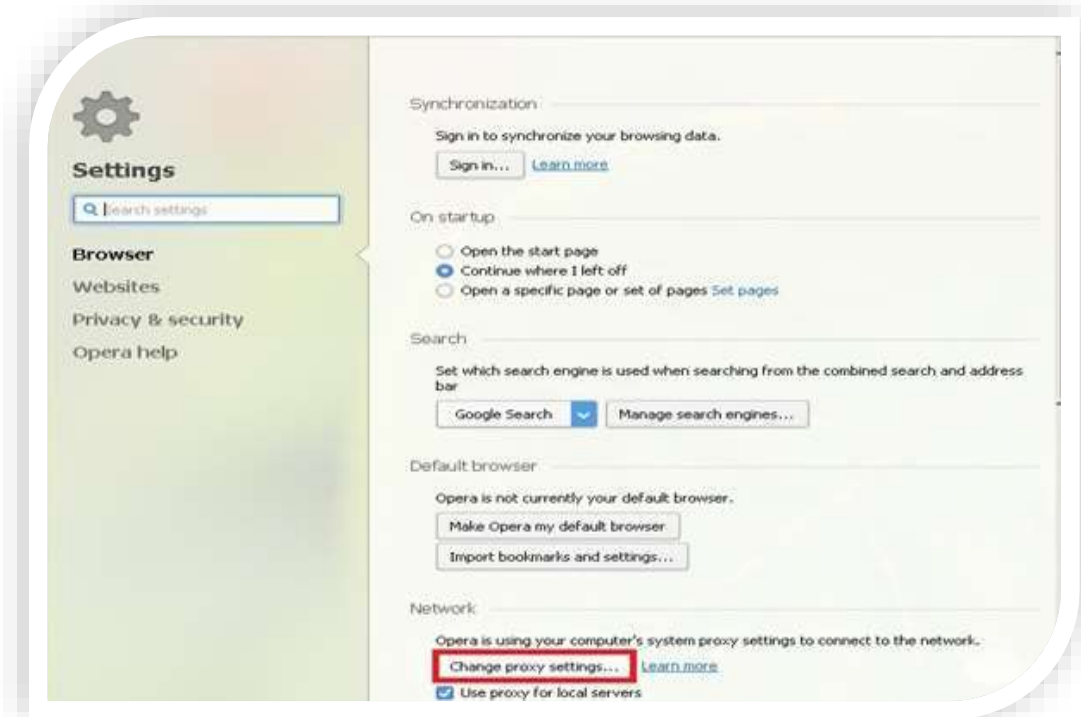 Settings
Search settings
Browser
Websites
Privacy & security
Opera help
Synchronization
Sign in to synchronize your browsing data.
Sign in... Learn more
On startup
Open the start page
Continue where I left off
Open a specific page or set of pages Set pages
Search
Set which search engine is used when searching from the combined search and address
bar
Google Search Manage search engines...
Default browser
Opera is not currently your default browser.
Make Opera my default browser
Import bookmarks and settings...
Network
Opera is using your computer's system proxy settings to connect to the network.
Change proxy settings... Learn more
Use proxy for local servers